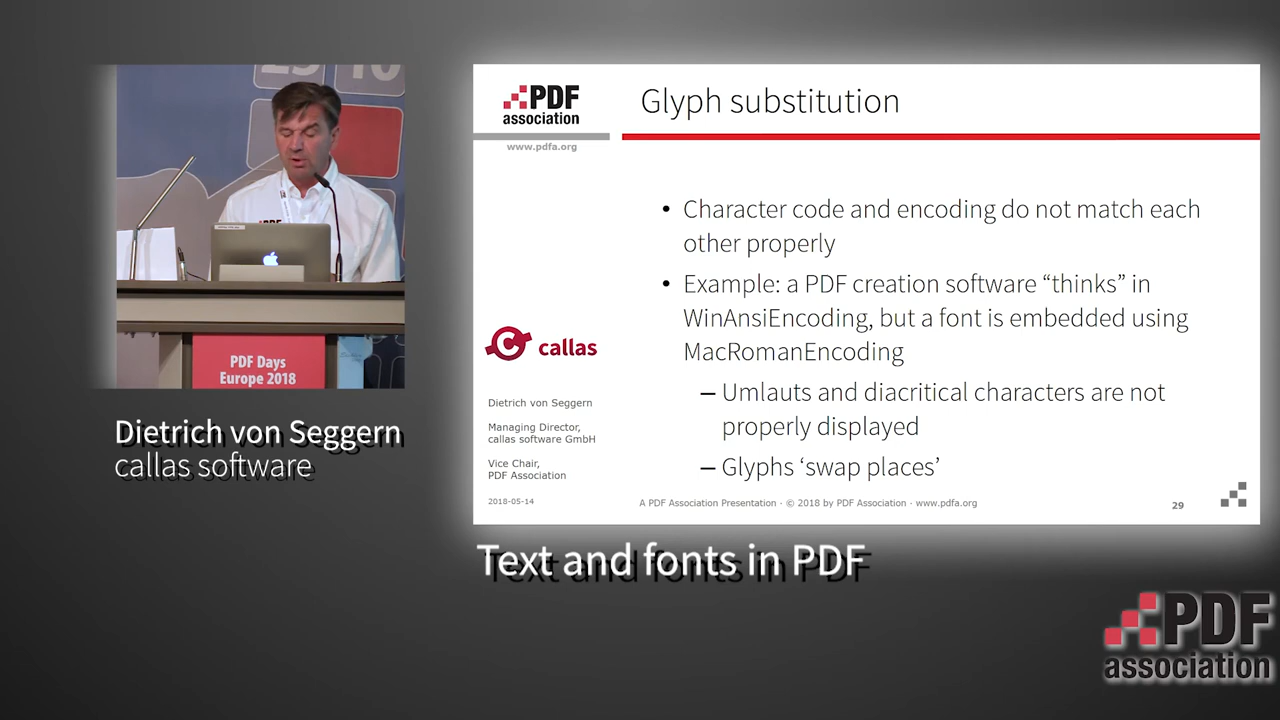 PDF Days
Europe 2018
Dietrich von Seggern
callas software
PDF
association
www.pdfa.org
Glyph substitution
• Character code and encoding do not match each
other properly
• Example: a PDF creation software “thinks” in
WinAnsiEncoding, but a font is embedded using
MacRomanEncoding
– Umlauts and diacritical characters are not
properly displayed
– Glyphs ‘swap places’
callas
Dietrich von Seggern
Managing Director,
callas software GmbH
Vice Chair,
PDF Association
2018-05-14
A PDF Association Presentation · © 2018 by PDF Association · www.pdfa.org
29
Text and fonts in PDF
PDF
association